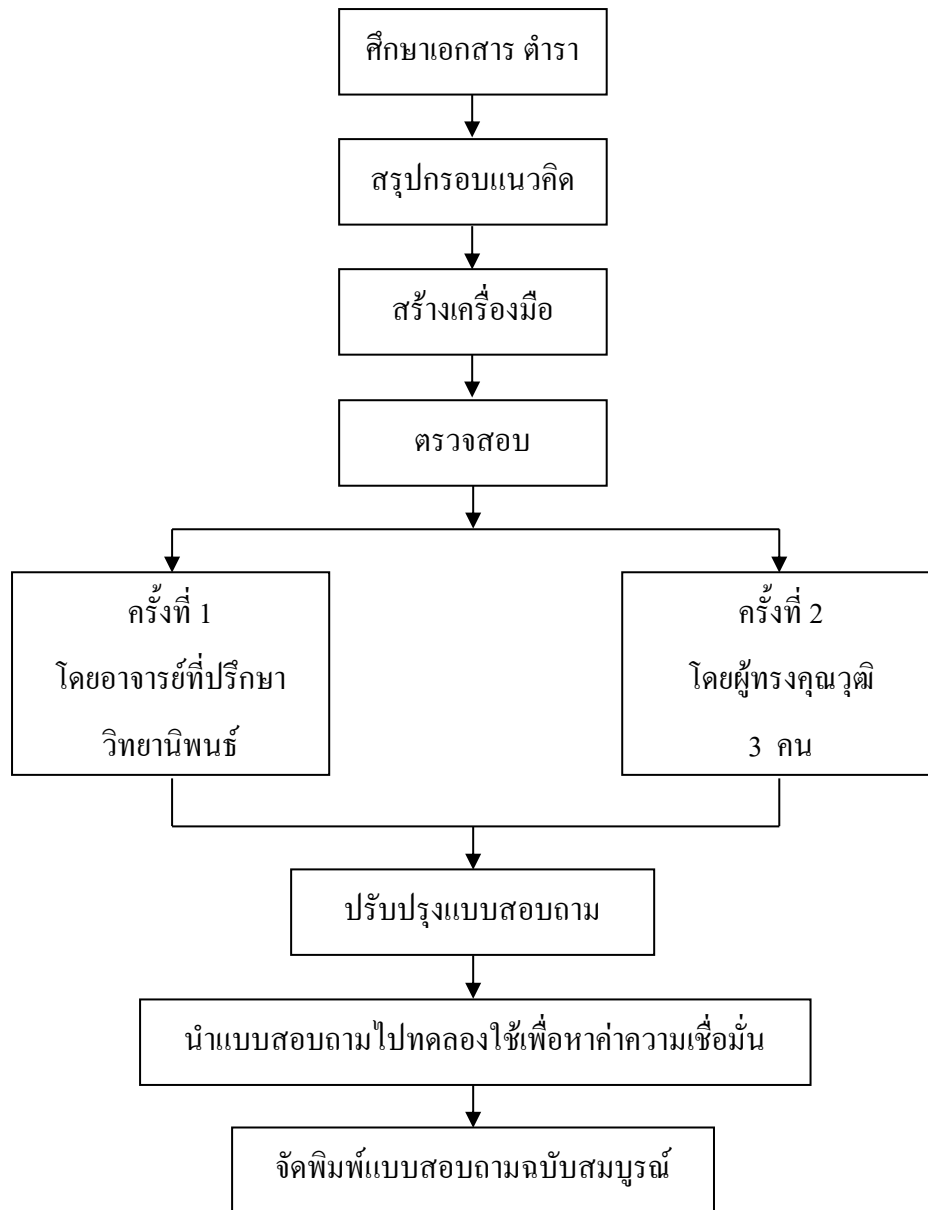 ศึกษาเอกสาร ตำรา
สรุปกรอบแนวคิด
สร้างเครื่องมือ
ตรวจสอบ
ครั้งที่ 1
โดยอาจารย์ที่ปรึกษา
วิทยานิพนธ์
ครั้งที่ 2
โดยผู้ทรงคุณวุฒิ
3 คน
ปรับปรุงแบบสอบถาม
นำแบบสอบถามไปทดลองใช้เพื่อหาค่าความเชื่อมั่น
จัดพิมพ์แบบสอบถามฉบับสมบูรณ์